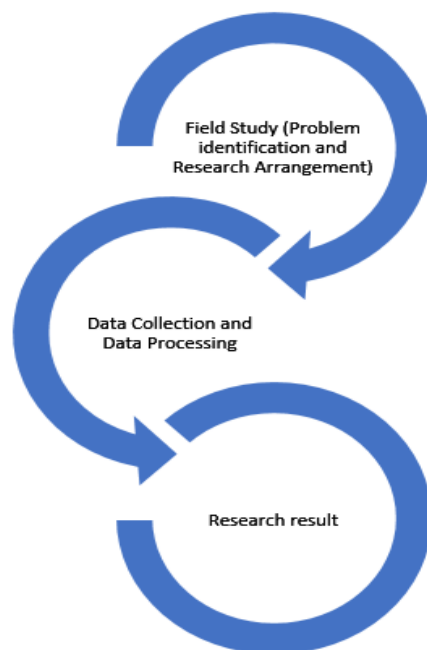 Field Study (Problem
identification and
Research Arrangement)
Data Collection and
Data Processing
Research result